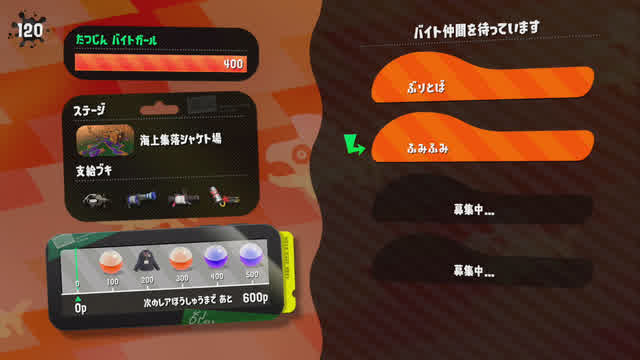 120
たつじん バイトガール
400
ステージ
海上集落シャケト場
支給ブキ
0
100
200
300
400
500
0p
次のレアほうしゅうまで あと 600p
バイト仲間を待っています
ぶりとば
ふみふみ
募集中...
募集中...